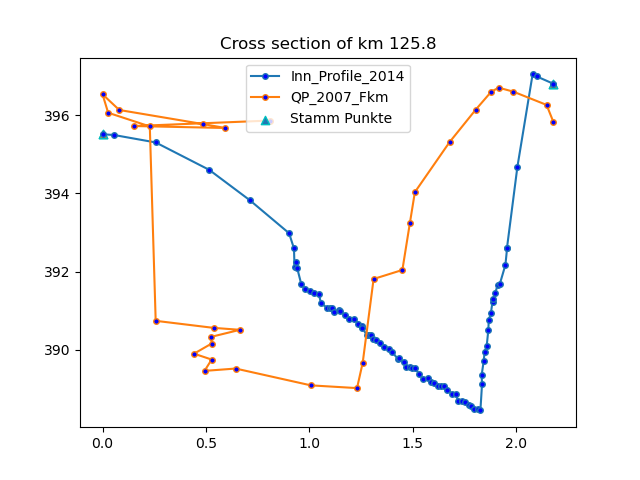 Cross section of km 125.8
Inn_Profile_2014
QP_2007_Fkm
Stamm Punkte
396
394
392
390
0.0 0.5 1.0 1.5 2.0